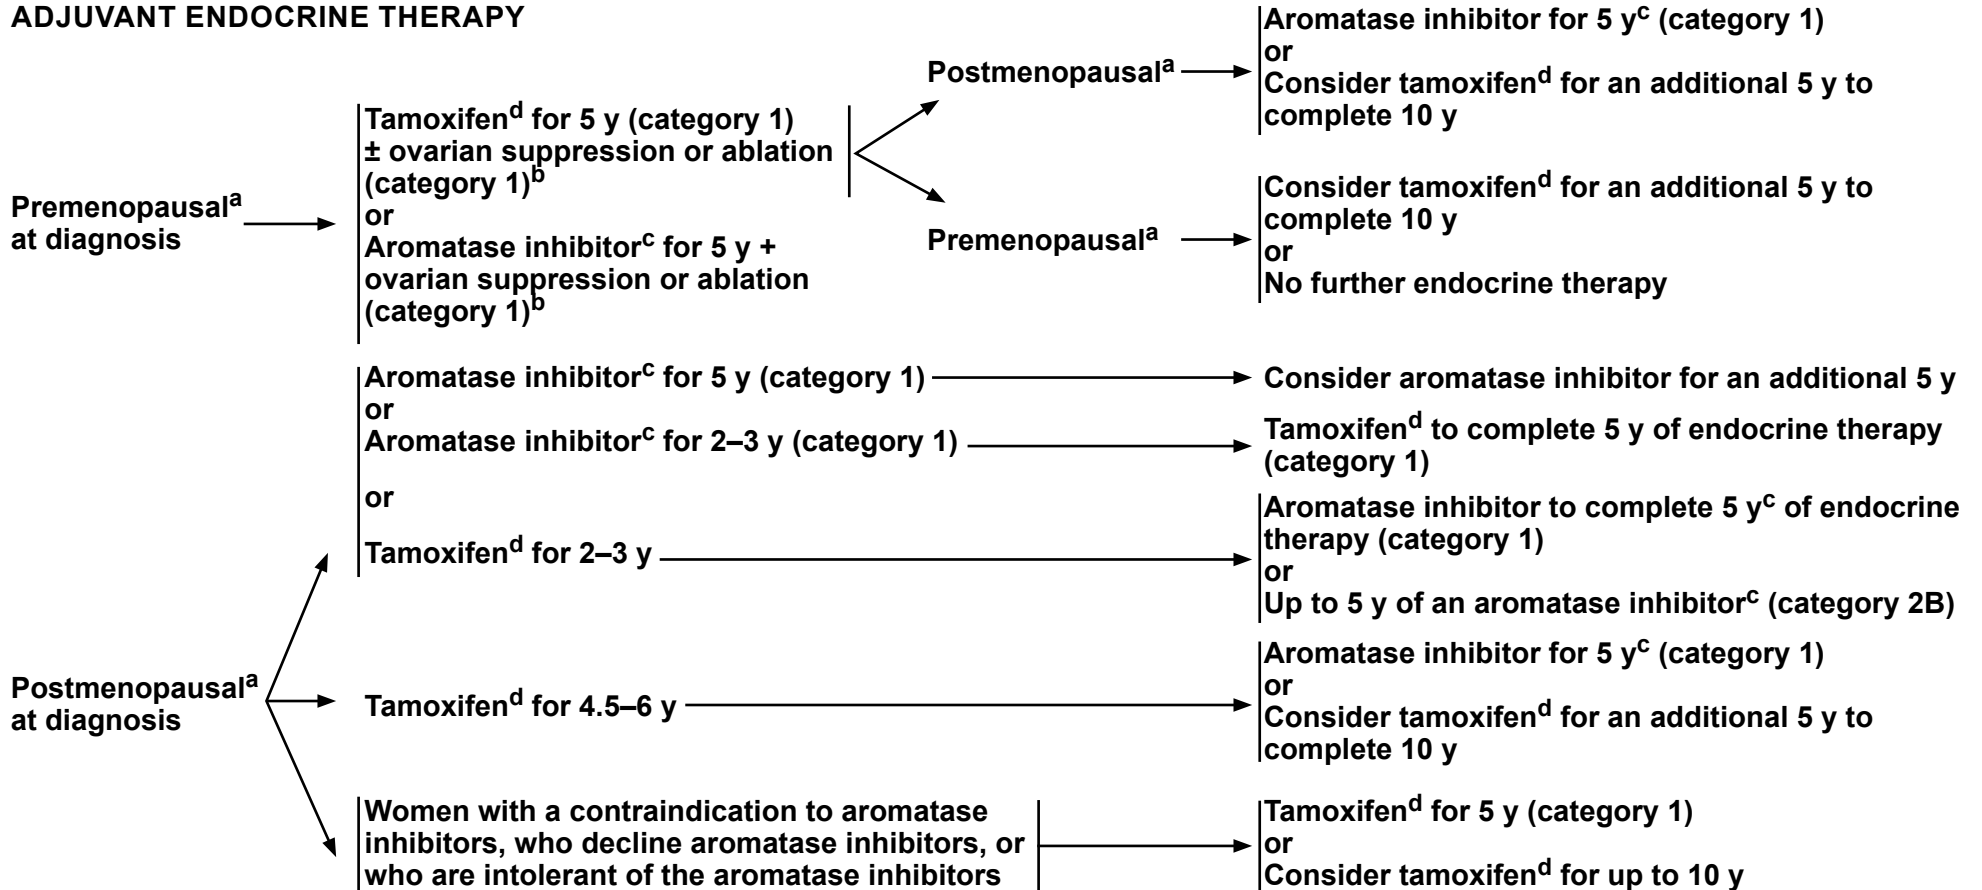 ADJUVANT ENDOCRINE THERAPY
Premenopausalᵃ
at diagnosis
Tamoxifenᵈ for 5 y (category 1)
± ovarian suppression or ablation
(category 1)ᵇ
or
Aromatase inhibitorᶜ for 5 y +
ovarian suppression or ablation
(category 1)ᵇ
Postmenopausalᵃ
Aromatase inhibitor for 5 yᶜ (category 1)
or
Consider tamoxifenᵈ for an additional 5 y to
complete 10 y
Premenopausalᵃ
Consider tamoxifenᵈ for an additional 5 y to
complete 10 y
or
No further endocrine therapy
Postmenopausalᵃ
at diagnosis
Aromatase inhibitorᶜ for 5 y (category 1)
or
Aromatase inhibitorᶜ for 2–3 y (category 1)
or
Tamoxifenᵈ for 2–3 y
Consider aromatase inhibitor for an additional 5 y
Tamoxifenᵈ to complete 5 y of endocrine therapy
(category 1)
Aromatase inhibitor to complete 5 yᶜ of endocrine
therapy (category 1)
or
Up to 5 y of an aromatase inhibitorᶜ (category 2B)
Tamoxifenᵈ for 4.5–6 y
Aromatase inhibitor for 5 yᶜ (category 1)
or
Consider tamoxifenᵈ for an additional 5 y to
complete 10 y
Women with a contraindication to aromatase
inhibitors, who decline aromatase inhibitors, or
who are intolerant of the aromatase inhibitors
Tamoxifenᵈ for 5 y (category 1)
or
Consider tamoxifenᵈ for up to 10 y